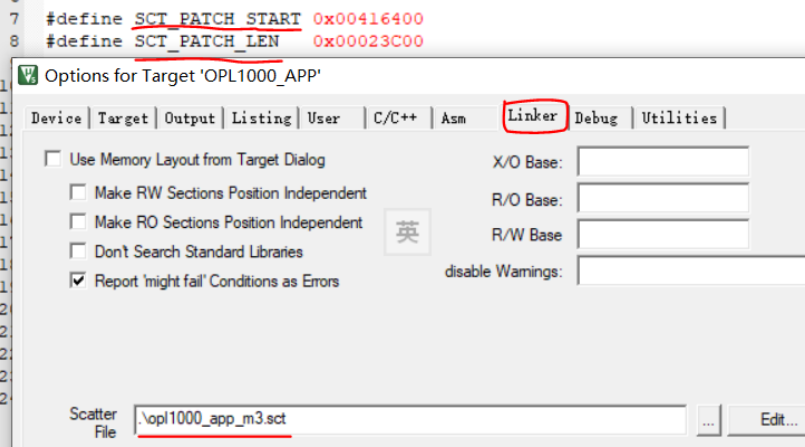 7 #define SCT_PATCH_START 0x00416400
8 #define SCT_PATCH_LEN 0x00023C00
Options for Target 'OPL1000_APP'
Device Target Output Listing User C/C++ Asm Linker Debug Utilities
Use Memory Layout from Target Dialog
X/O Base:
Make RW Sections Position Independent
R/O Base:
Make RO Sections Position Independent
英
R/W Base
Don't Search Standard Libraries
disable Warnings:
Report 'might fail' Conditions as Errors
Scatter
File
.\opl1000_app_m3.sct
...
Edit...